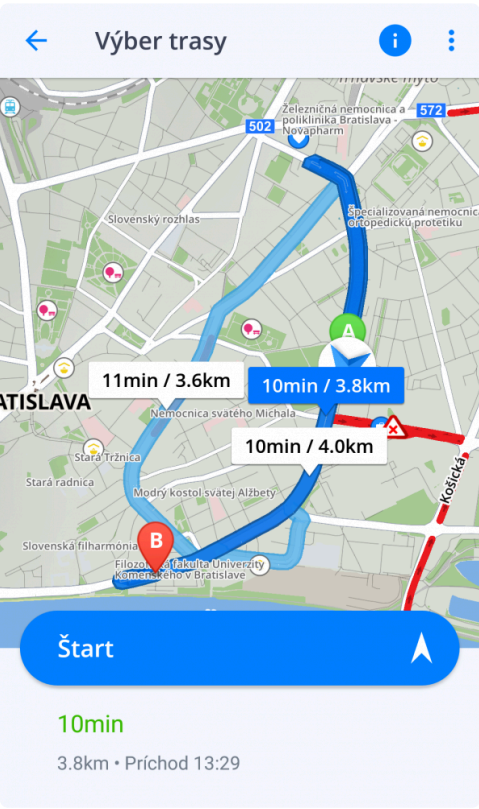 Výber trasy
Trnavské mýto
Železničná nemocnica a
poliklinika Bratislava -
Novapharm
572
502
Slovenský rozhlas
Špecializovaná nemocnica
ortopedickú protetiku
A
11min / 3.6km
10min / 3.8km
ATISLAVA
Nemocnica svätého Michala
10min / 4.0km
Stará Tržnica
Stará radnica
Košická
Modrý kostol svätej Alžbety
B
Slovenská filharmónia
Filozofická fakulta Univerzity
Komenského v Bratislave
Štart
10min
3.8km • Príchod 13:29